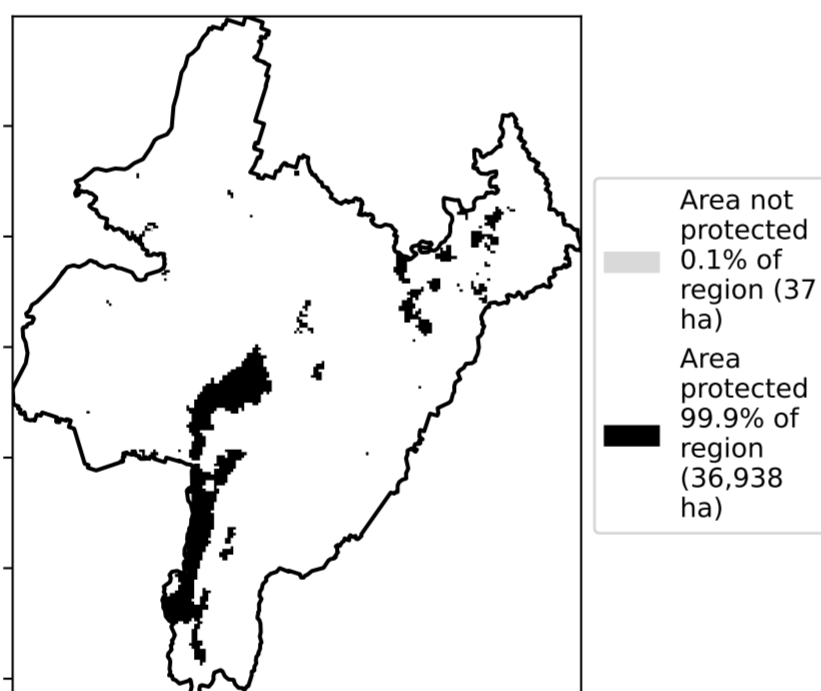 Area not
protected
0.1% of
region (37
ha)
Area
protected
99.9% of
region
(36,938
ha)